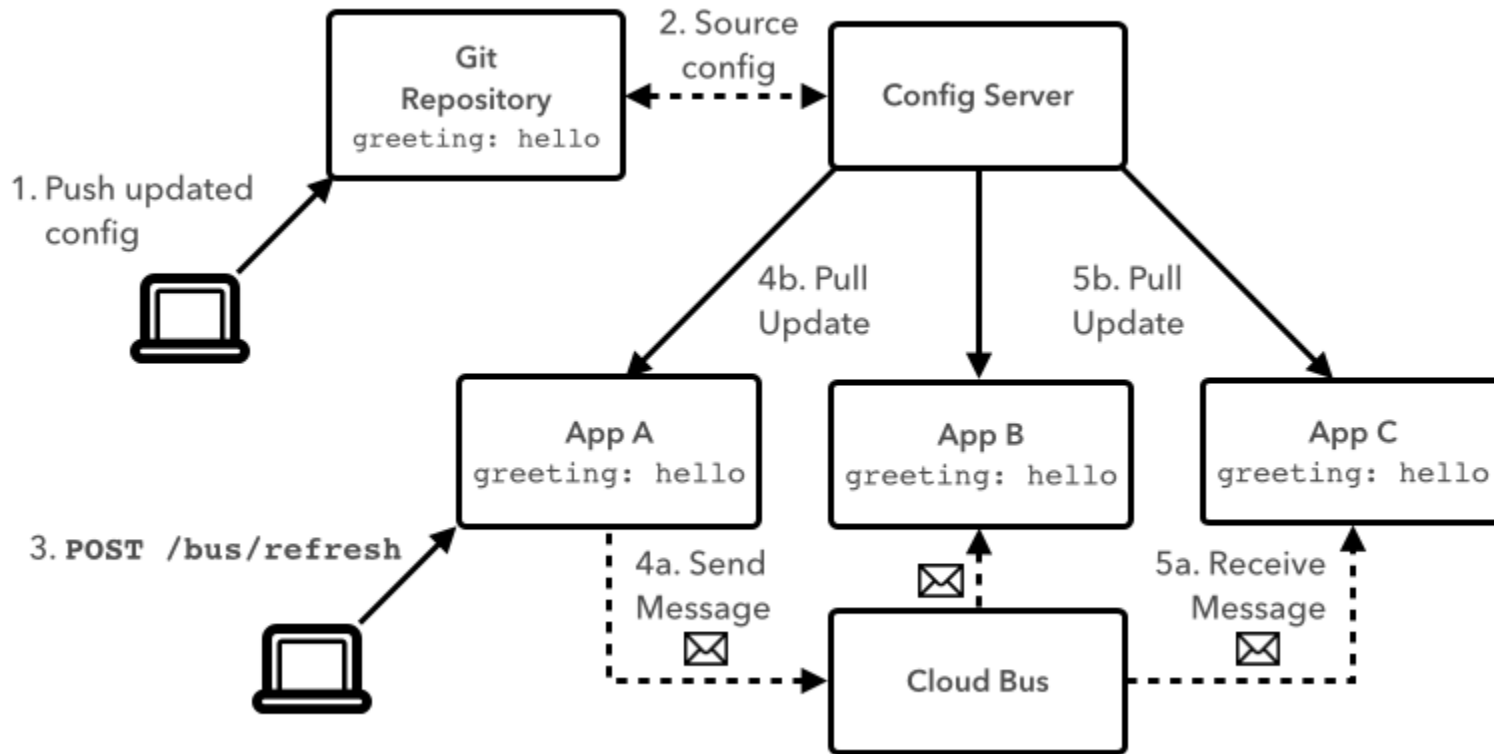 Git
Repository
greeting: hello
2. Source
config
Config Server
1. Push updated
config
4b. Pull
Update
5b. Pull
Update
App A
greeting: hello
App B
greeting: hello
App C
greeting: hello
3. POST /bus/refresh
4a. Send
Message
5a. Receive
Message
Cloud Bus